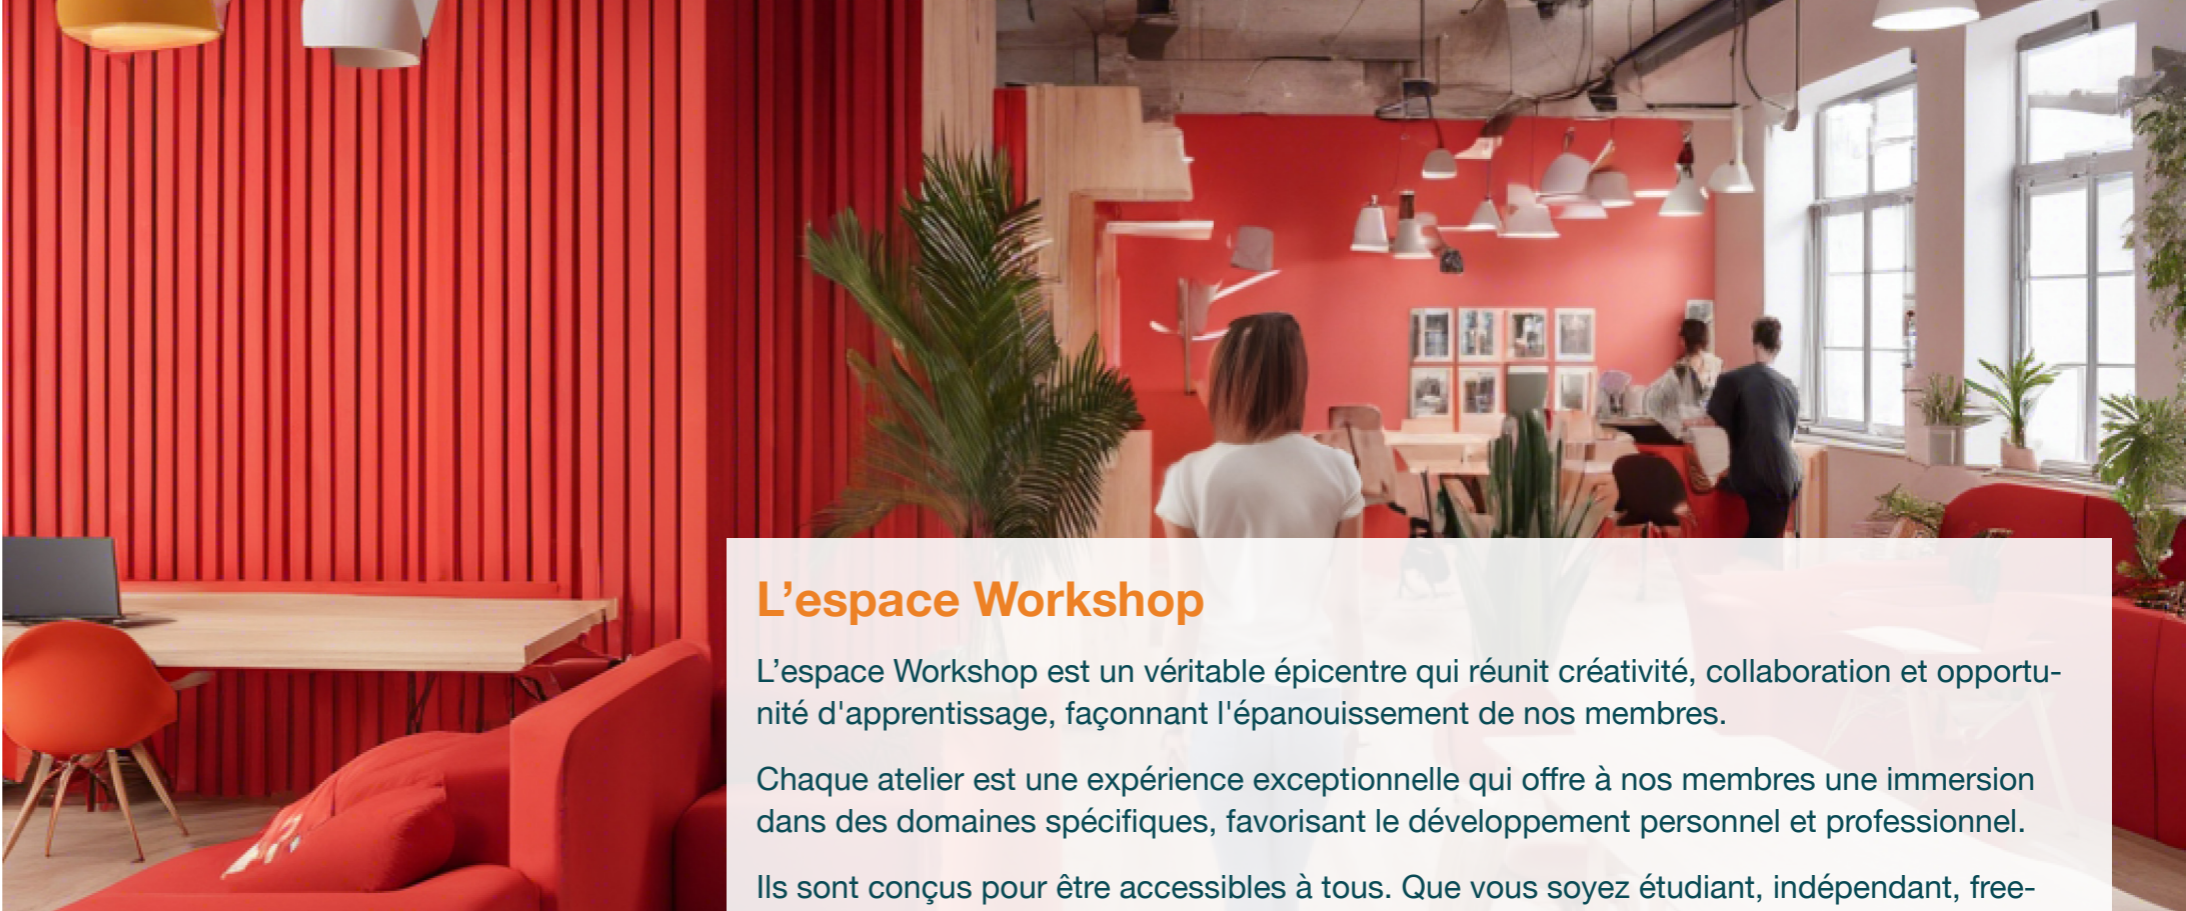 L’espace Workshop
L’espace Workshop est un véritable épicentre qui réunit créativité, collaboration et opportu-
nité d'apprentissage, façonnant l'épanouissement de nos membres.
Chaque atelier est une expérience exceptionnelle qui offre à nos membres une immersion
dans des domaines spécifiques, favorisant le développement personnel et professionnel.
Ils sont conçus pour être accessibles à tous. Que vous soyez étudiant, indépendant, free-